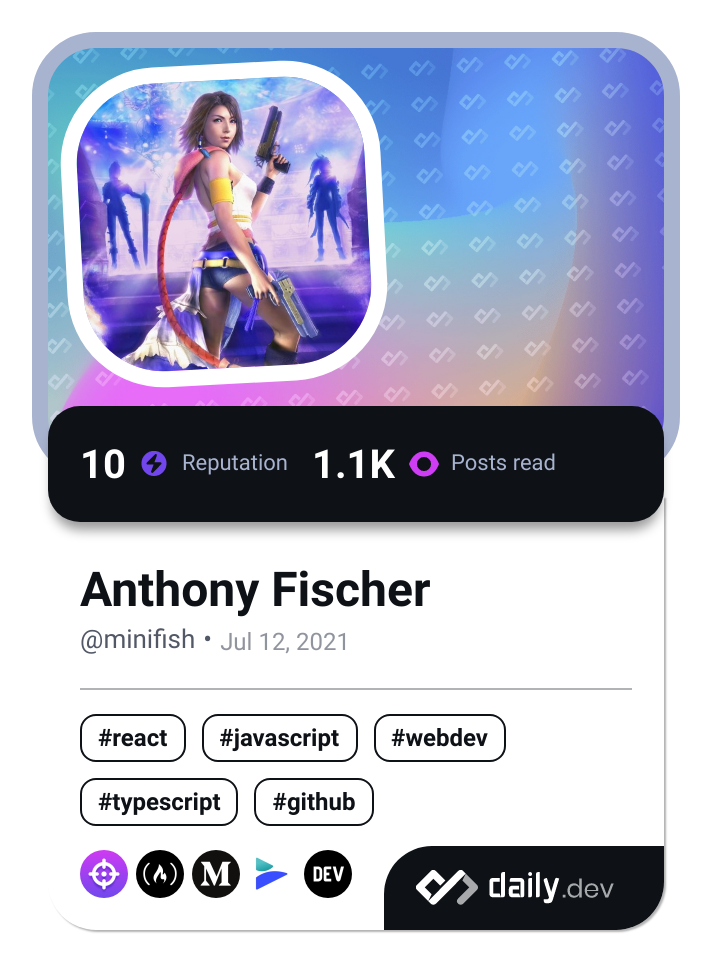 10 Reputation 1.1K Posts read
Anthony Fischer
@minifish • Jul 12, 2021
#react #javascript #webdev
#typescript #github
M DEV
daily.dev